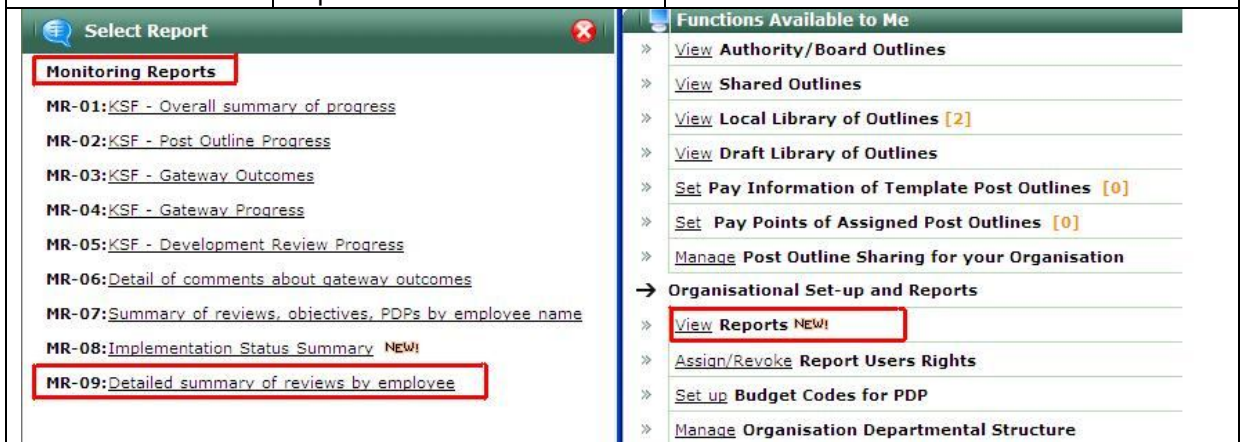 Select Report
Monitoring Reports
MR-01:KSF - Overall summary of progress
MR-02:KSF - Post Outline Progress
MR-03:KSF - Gateway Outcomes
MR-04:KSF - Gateway Progress
MR-05:KSF - Development Review Progress
MR-06:Detail of comments about gateway outcomes
MR-07:Summary of reviews, objectives, PDPs by employee name
MR-08:Implementation Status Summary NEW!
MR-09:Detailed summary of reviews by employee
Functions Available to Me
» View Authority/Board Outlines
» View Shared Outlines
» View Local Library of Outlines [2]
» View Draft Library of Outlines
» Set Pay Information of Template Post Outlines [0]
» Set Pay Points of Assigned Post Outlines [0]
» Manage Post Outline Sharing for your Organisation
→ Organisational Set-up and Reports
» View Reports NEW!
» Assign/Revoke Report Users Rights
» Set up Budget Codes for PDP
» Manage Organisation Departmental Structure